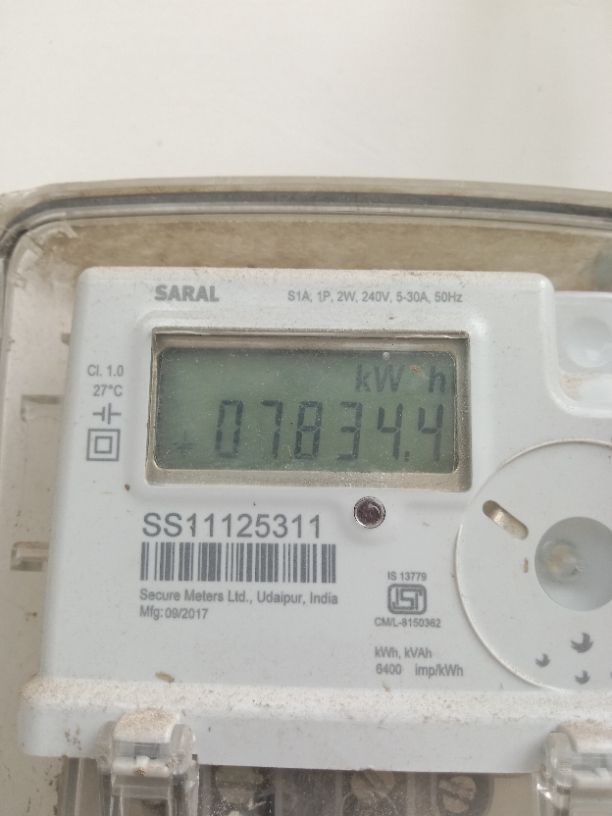 SARAL
S1A, 1P, 2W, 240V, 5-30A, 50Hz
Cl. 1.0
27°C
kW h
07834.4
SS11125311
Secure Meters Ltd., Udaipur, India
Mfg: 09/2017
IS 13779
ISI
CM/L-8150362
kWh, kVAh
6400 imp/kWh